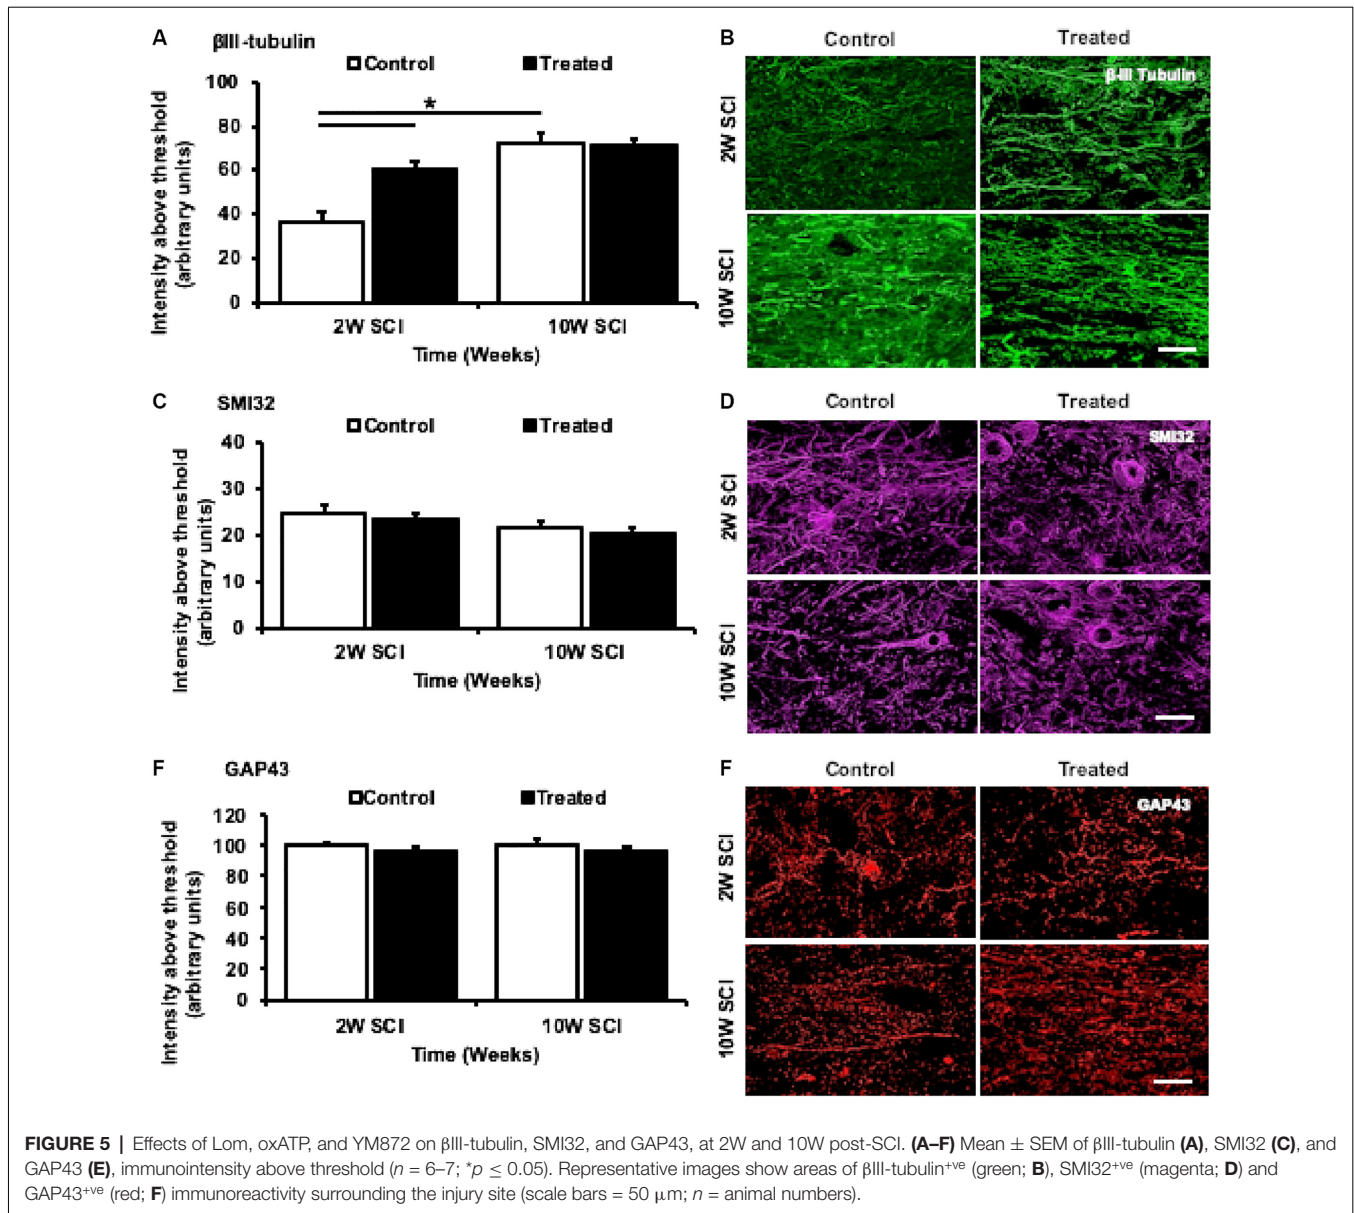 A
βIII-tubulin
Control
Treated
100
80
60
40
20
0
*
Intensity above threshold
(arbitrary units)
2W SCI
10W SCI
Time (Weeks)
B
Control
Treated
2W SCI
10W SCI
β-III Tubulin
C
SMI32
Control
Treated
40
30
20
10
0
Intensity above threshold
(arbitrary units)
2W SCI
10W SCI
Time (Weeks)
D
Control
Treated
2W SCI
10W SCI
SMI32
F
GAP43
Control
Treated
120
100
80
60
40
20
0
Intensity above threshold
(arbitrary units)
2W SCI
10W SCI
Time (Weeks)
F
Control
Treated
2W SCI
10W SCI
GAP43
FIGURE 5 | Effects of Lom, oxATP, and YM872 on βIII-tubulin, SMI32, and GAP43, at 2W and 10W post-SCI. (A–F) Mean ± SEM of βIII-tubulin (A), SMI32 (C), and
GAP43 (E), immunointensity above threshold (n = 6–7; *p ≤ 0.05). Representative images show areas of βIII-tubulin+ve (green; B), SMI32+ve (magenta; D) and
GAP43+ve (red; F) immunoreactivity surrounding the injury site (scale bars = 50 μm; n = animal numbers).